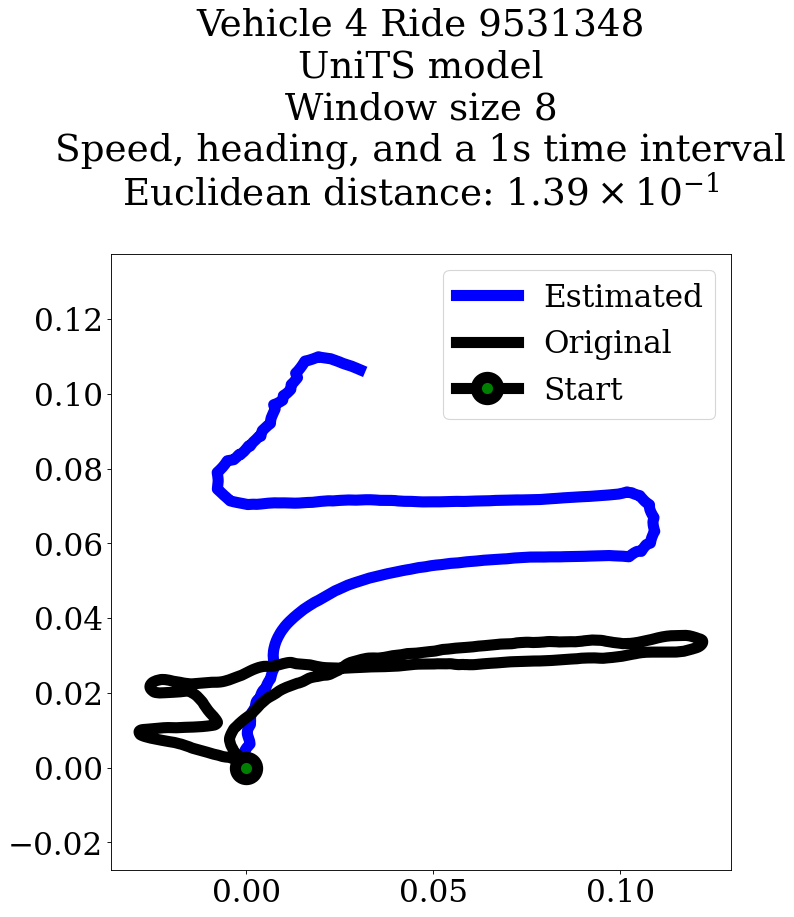 Vehicle 4 Ride 9531348
UniTS model
Window size 8
Speed, heading, and a 1s time interval
Euclidean distance: 1.39 × 10⁻¹
Estimated
Original
Start
0.12
0.10
0.08
0.06
0.04
0.02
0.00
−0.02
0.00 0.05 0.10